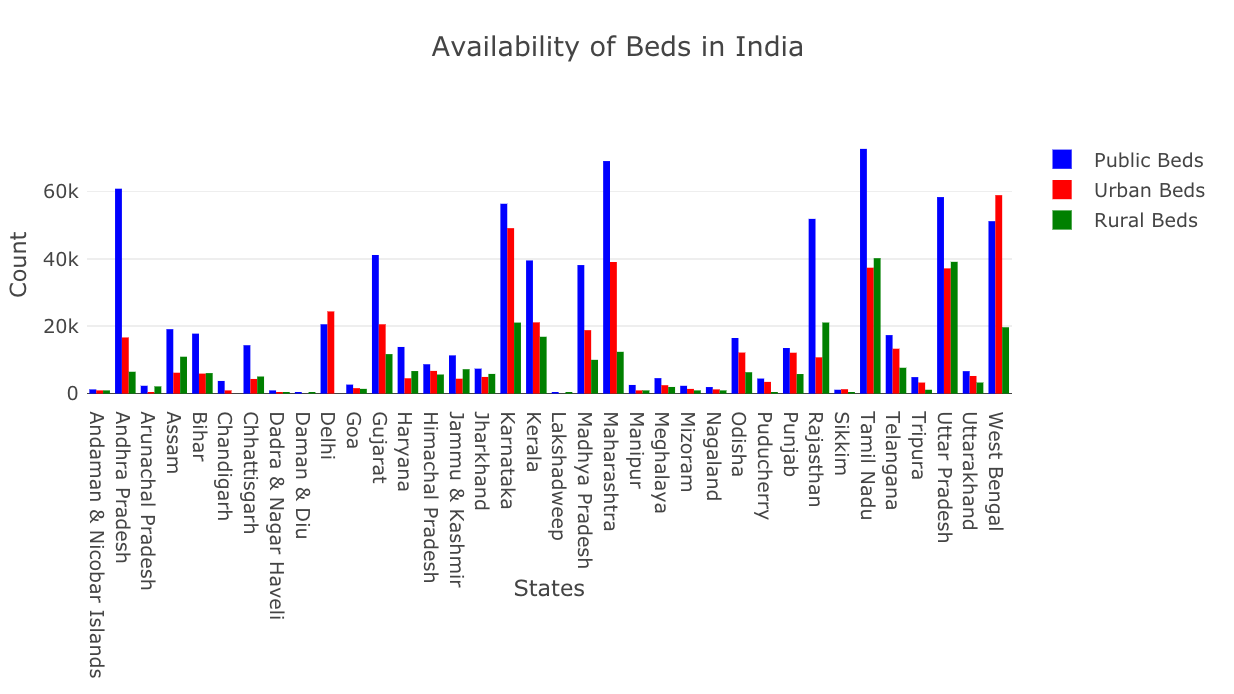 Availability of Beds in India
Public Beds
Urban Beds
Rural Beds
Count
60k
40k
20k
0
Andaman & Nicobar Islands
Andhra Pradesh
Arunachal Pradesh
Assam
Bihar
Chandigarh
Chhattisgarh
Dadra & Nagar Haveli
Daman & Diu
Delhi
Goa
Gujarat
Haryana
Himachal Pradesh
Jammu & Kashmir
Jharkhand
Karnataka
Kerala
Lakshadweep
Madhya Pradesh
Maharashtra
Manipur
Meghalaya
Mizoram
Nagaland
Odisha
Puducherry
Punjab
Rajasthan
Sikkim
Tamil Nadu
Telangana
Tripura
Uttar Pradesh
Uttarakhand
West Bengal
States